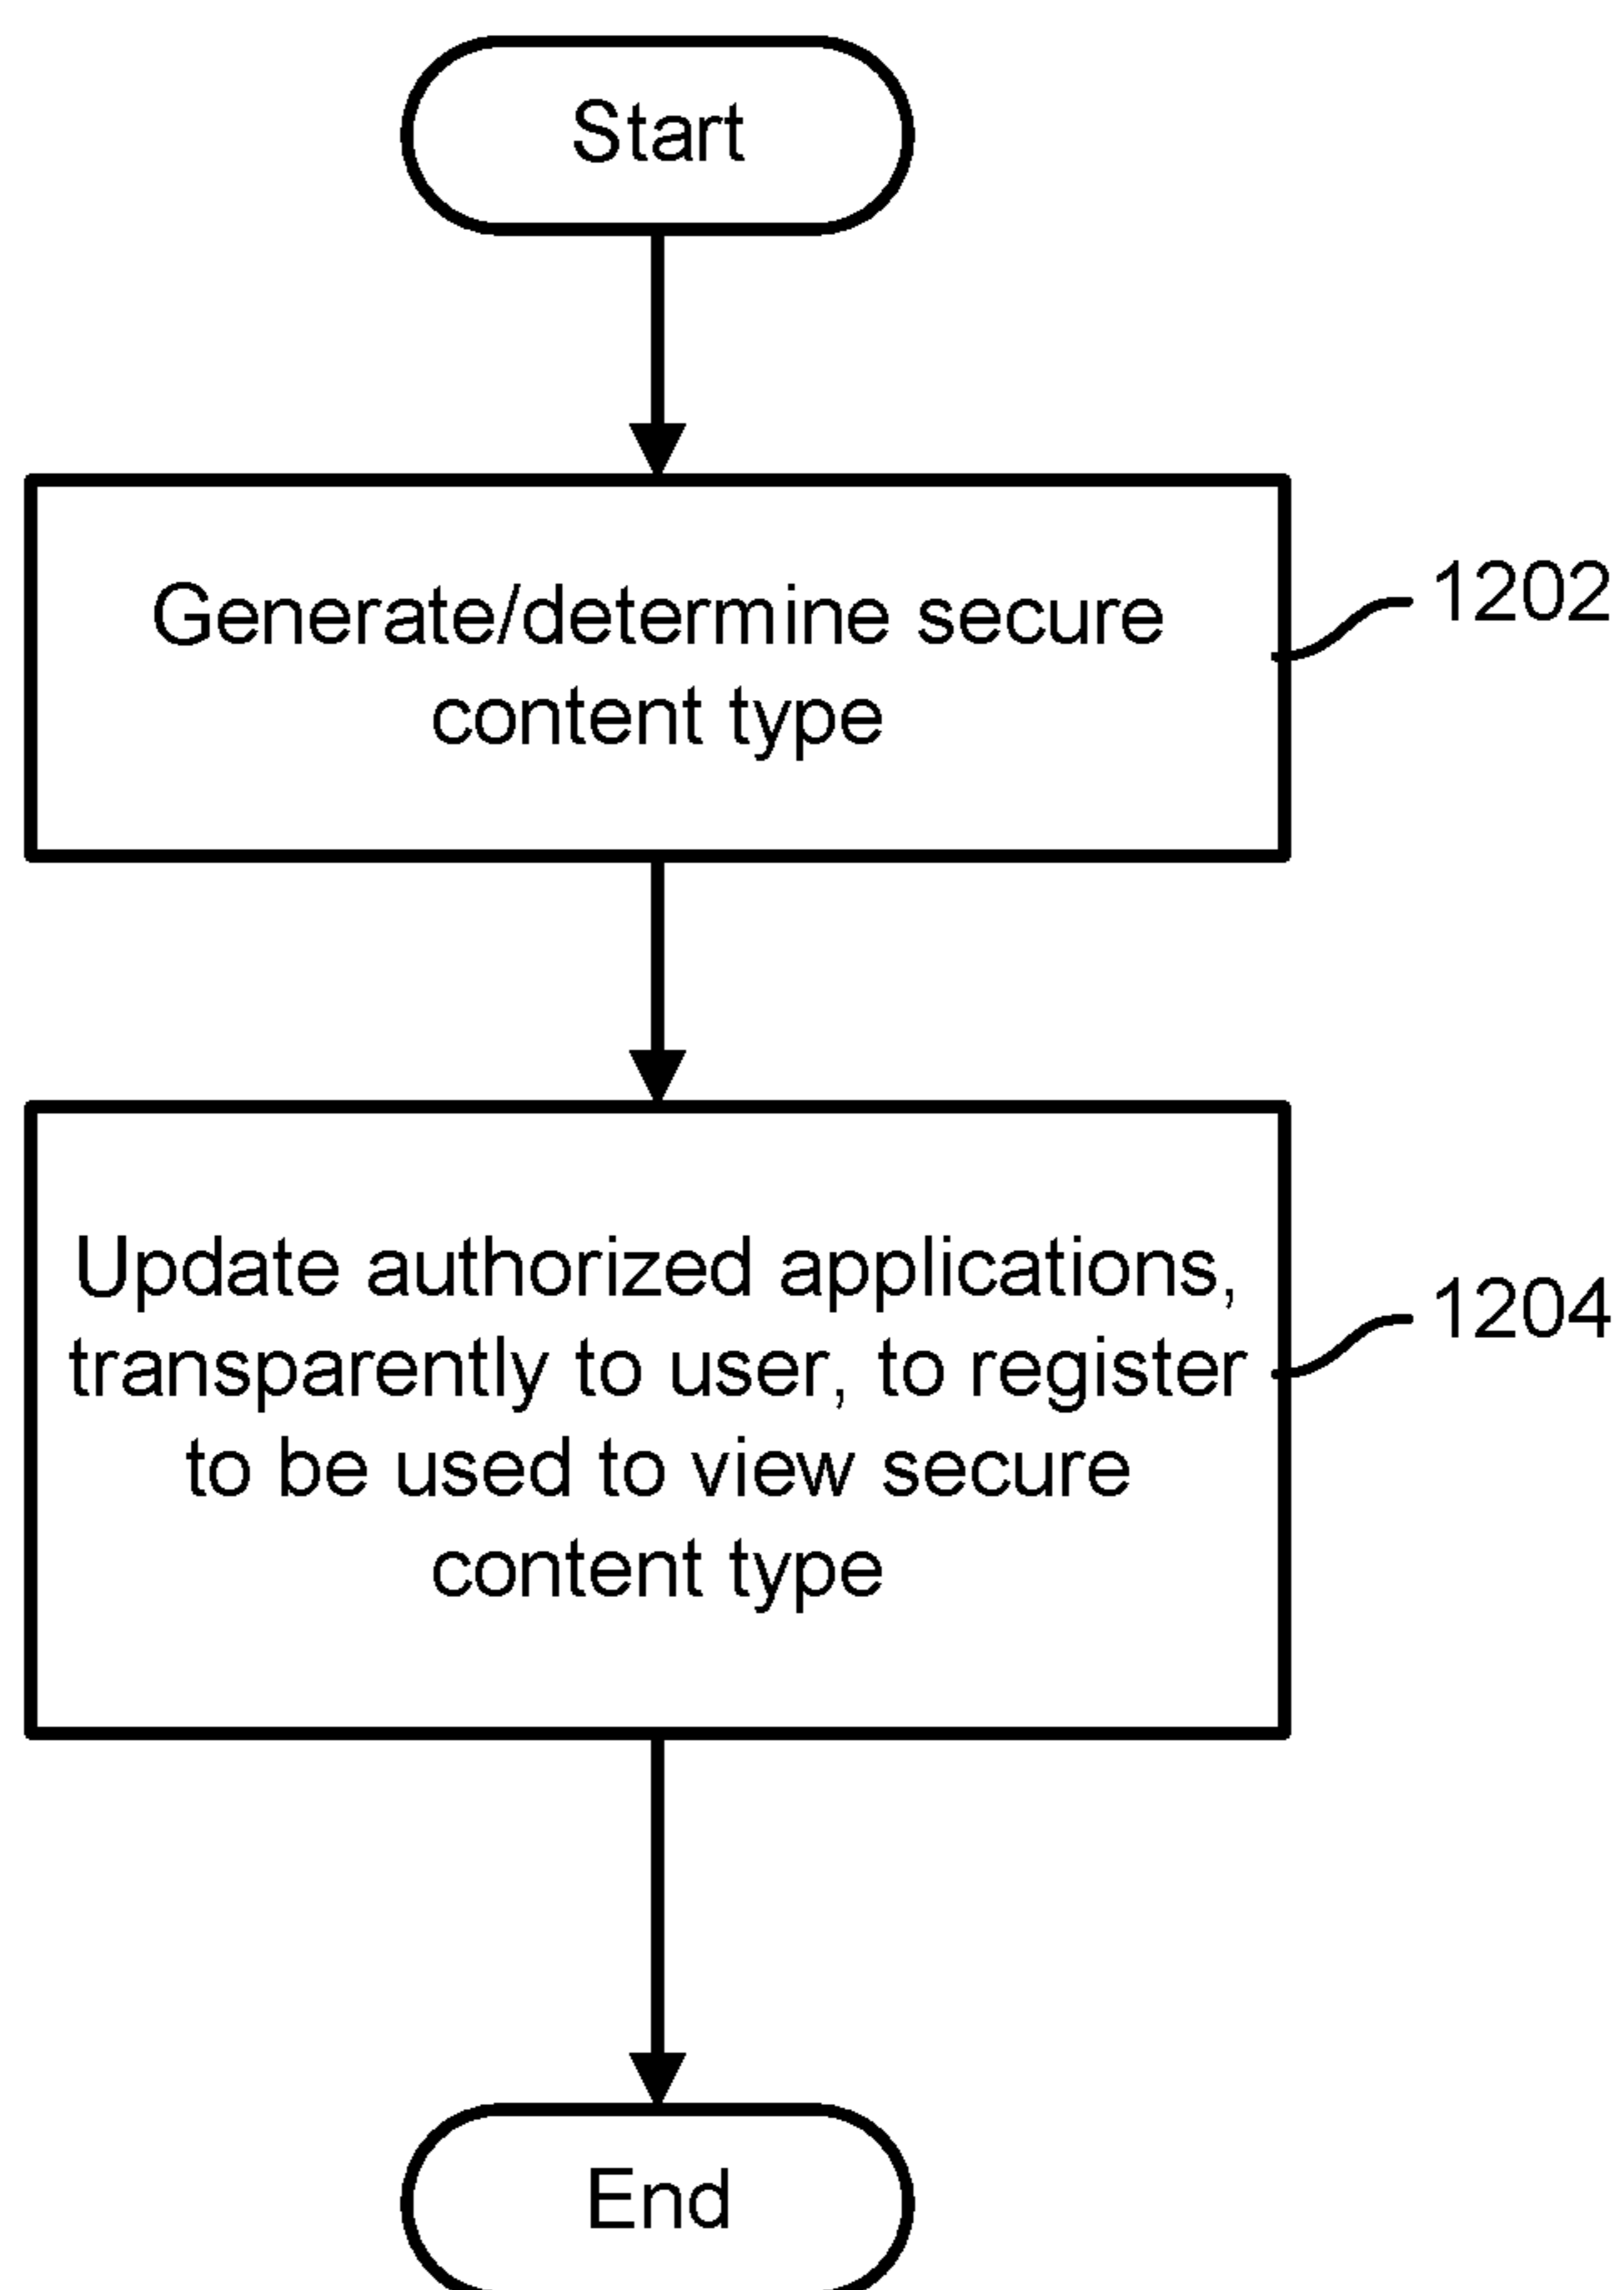 Start
Generate/determine secure
content type
1202
Update authorized applications,
transparently to user, to register
to be used to view secure
content type
1204
End